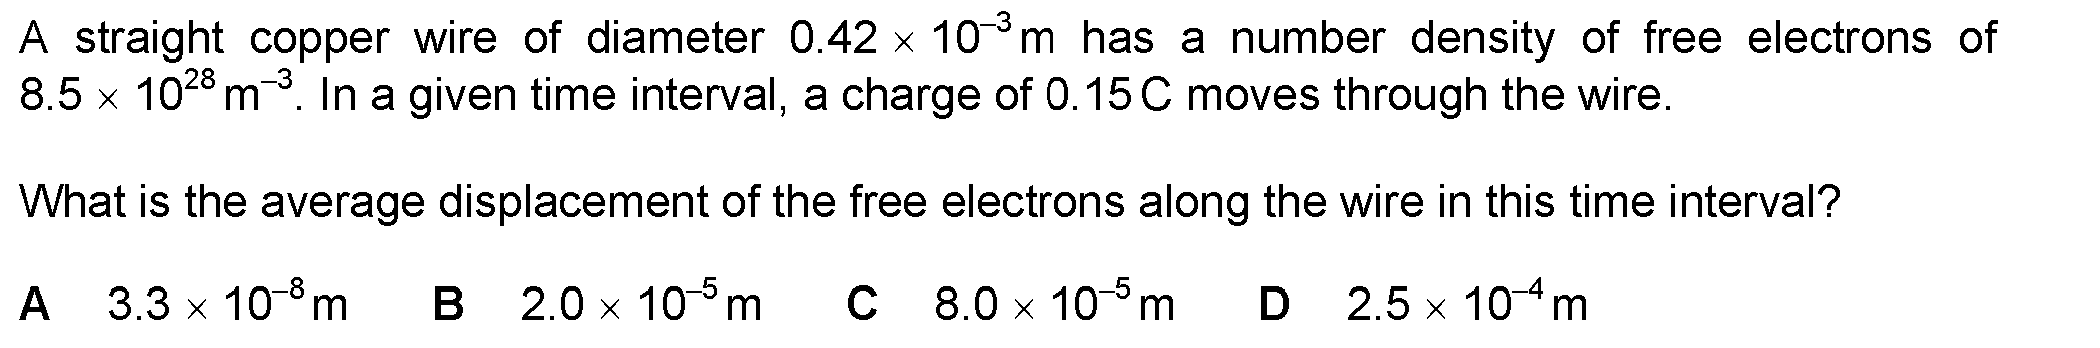 A straight copper wire of diameter 0.42 × 10⁻³ m has a number density of free electrons of
8.5 × 10²⁸ m⁻³. In a given time interval, a charge of 0.15 C moves through the wire.
What is the average displacement of the free electrons along the wire in this time interval?
A 3.3 × 10⁻⁸ m B 2.0 × 10⁻⁵ m C 8.0 × 10⁻⁵ m D 2.5 × 10⁻⁴ m